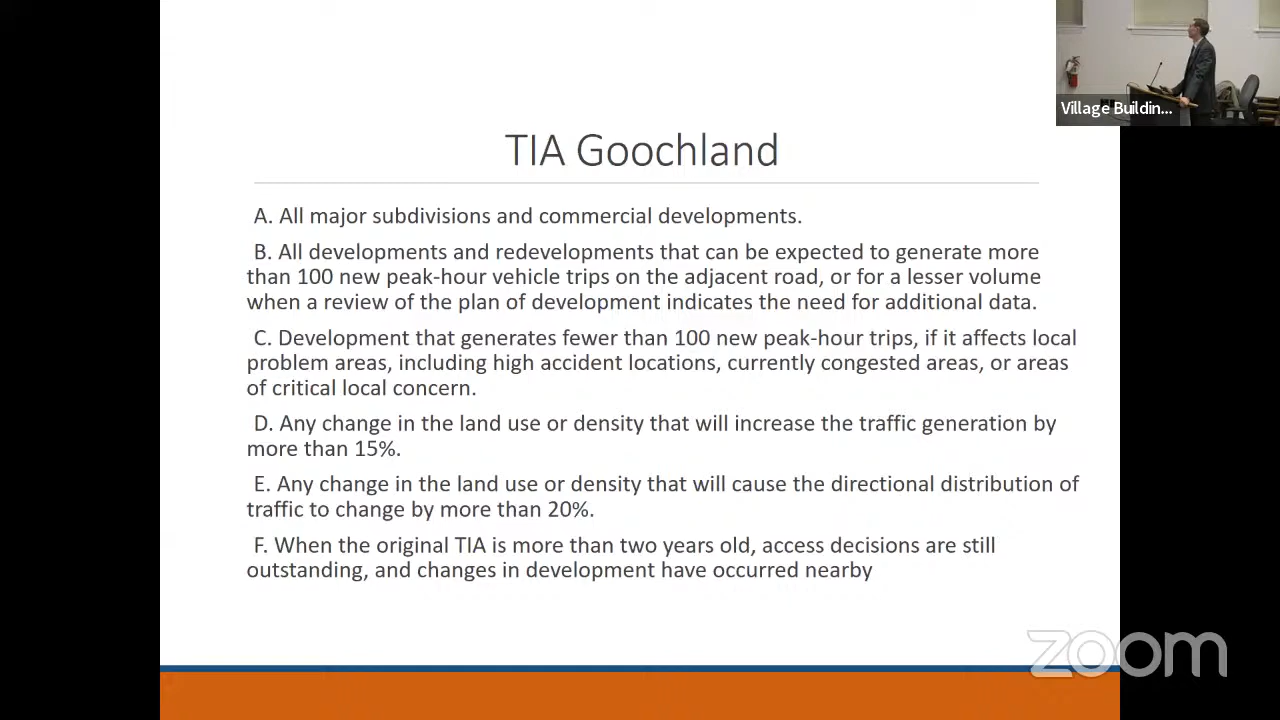 Village Buildin...
TIA Goochland
A. All major subdivisions and commercial developments.
B. All developments and redevelopments that can be expected to generate more
than 100 new peak-hour vehicle trips on the adjacent road, or for a lesser volume
when a review of the plan of development indicates the need for additional data.
C. Development that generates fewer than 100 new peak-hour trips, if it affects local
problem areas, including high accident locations, currently congested areas, or areas
of critical local concern.
D. Any change in the land use or density that will increase the traffic generation by
more than 15%.
E. Any change in the land use or density that will cause the directional distribution of
traffic to change by more than 20%.
F. When the original TIA is more than two years old, access decisions are still
outstanding, and changes in development have occurred nearby
zoom